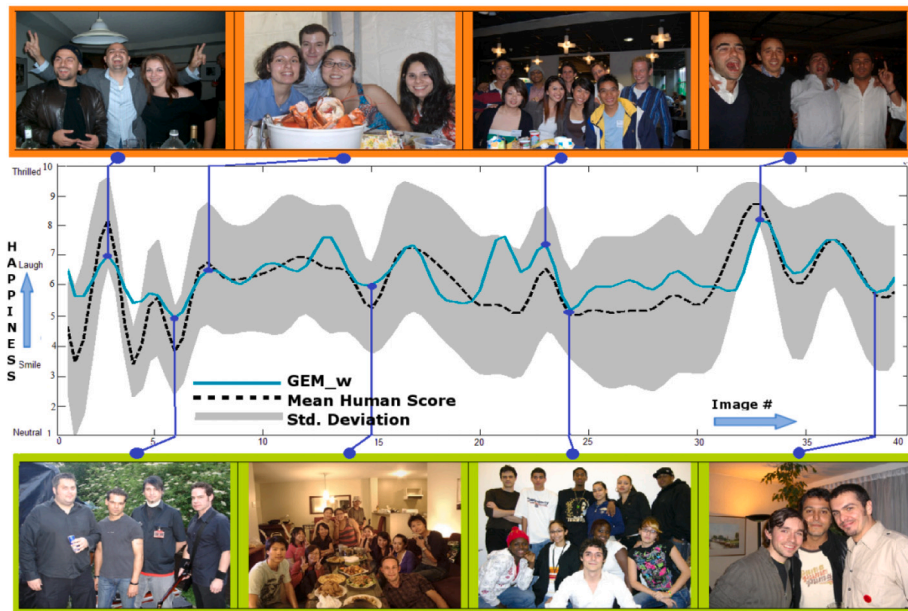 Thrilled 10
9
8
7
Laugh
6
5
4
Smile
3
2
Neutral 1
HAPPINESS
GEM_w
Mean Human Score
Std. Deviation
Image #
0 5 10 15 20 25 30 35 40